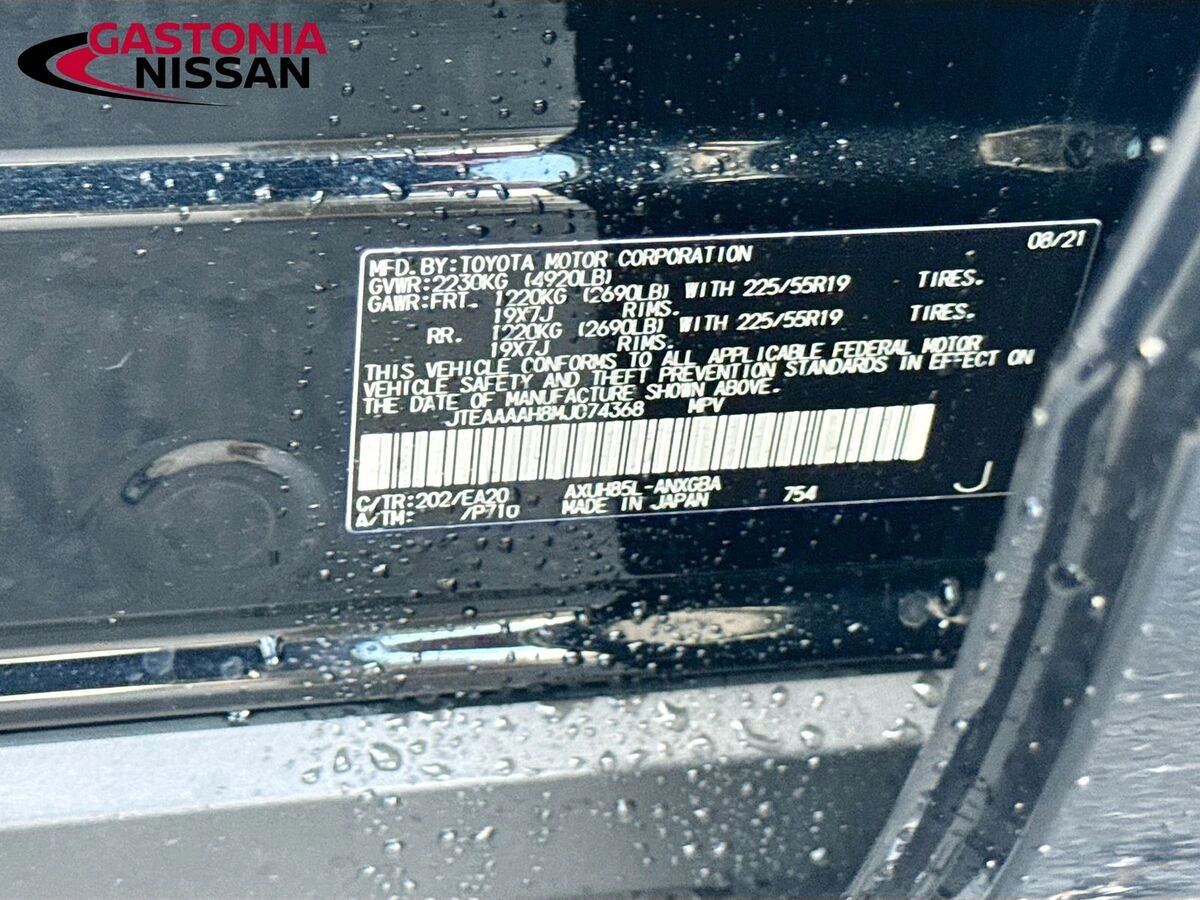 GASTONIA
NISSAN
MFD. BY: TOYOTA MOTOR CORPORATION 08/21
GVWR: 2230KG (4920LB)
GAWR: FRT. 1220KG (2690LB) WITH 225/55R19 TIRES.
19X7J RIMS.
RR. 1220KG (2690LB) WITH 225/55R19 TIRES.
19X7J RIMS.
THIS VEHICLE CONFORMS TO ALL APPLICABLE FEDERAL MOTOR
VEHICLE SAFETY AND THEFT PREVENTION STANDARDS IN EFFECT ON
THE DATE OF MANUFACTURE SHOWN ABOVE.
JTEAAAAH8MJ074368 MPV
C/TR: 202/EA20 AXUH85L-ANXGBA 754 J
A/TM: /P710 MADE IN JAPAN